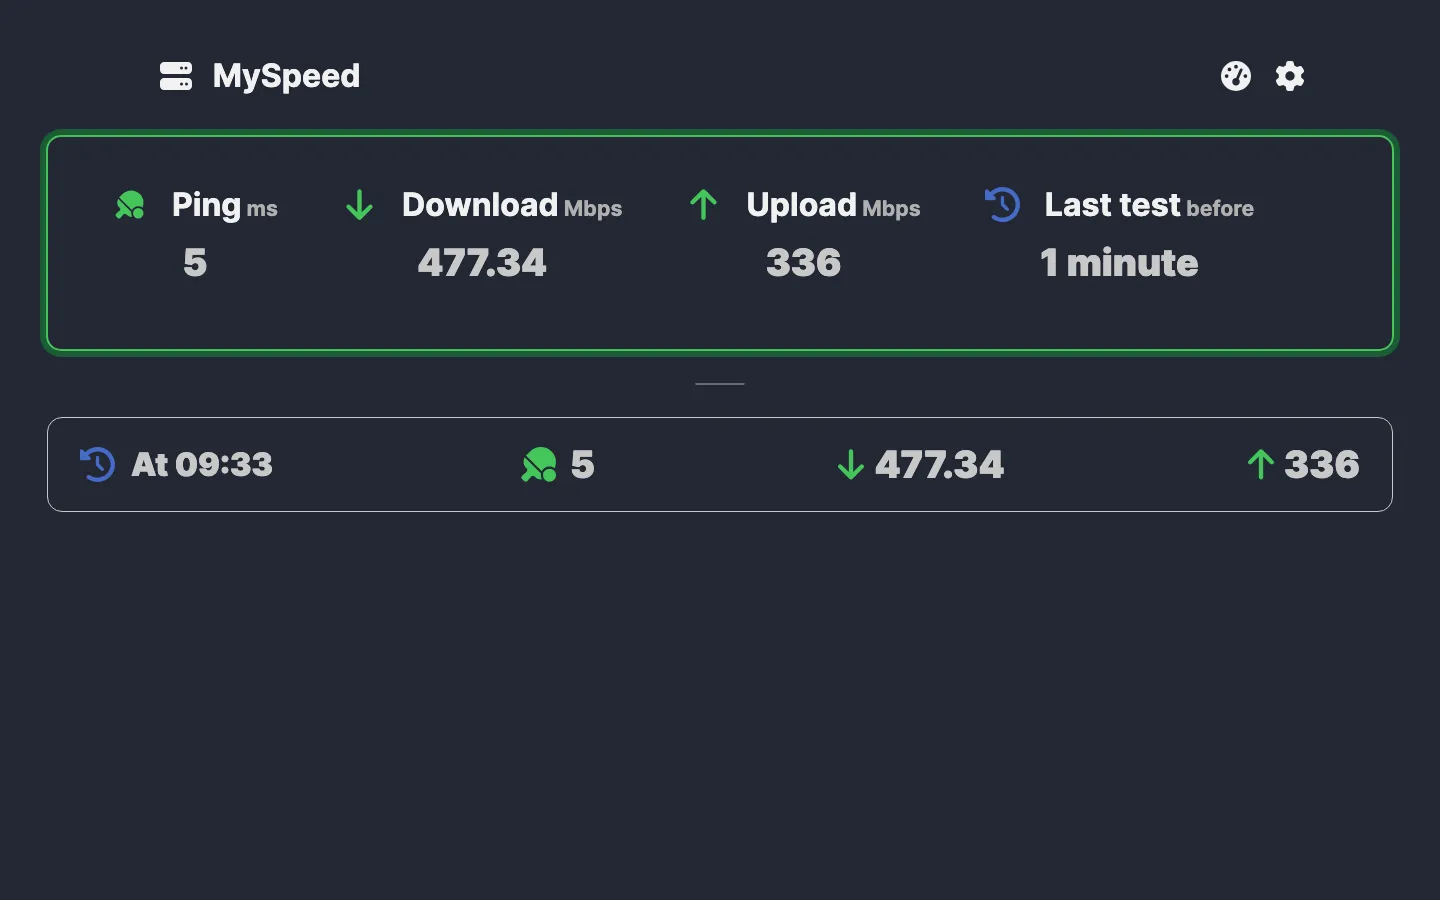 MySpeed
Ping ms Download Mbps Upload Mbps Last test before
5 477.34 336 1 minute
At 09:33 5 477.34 336